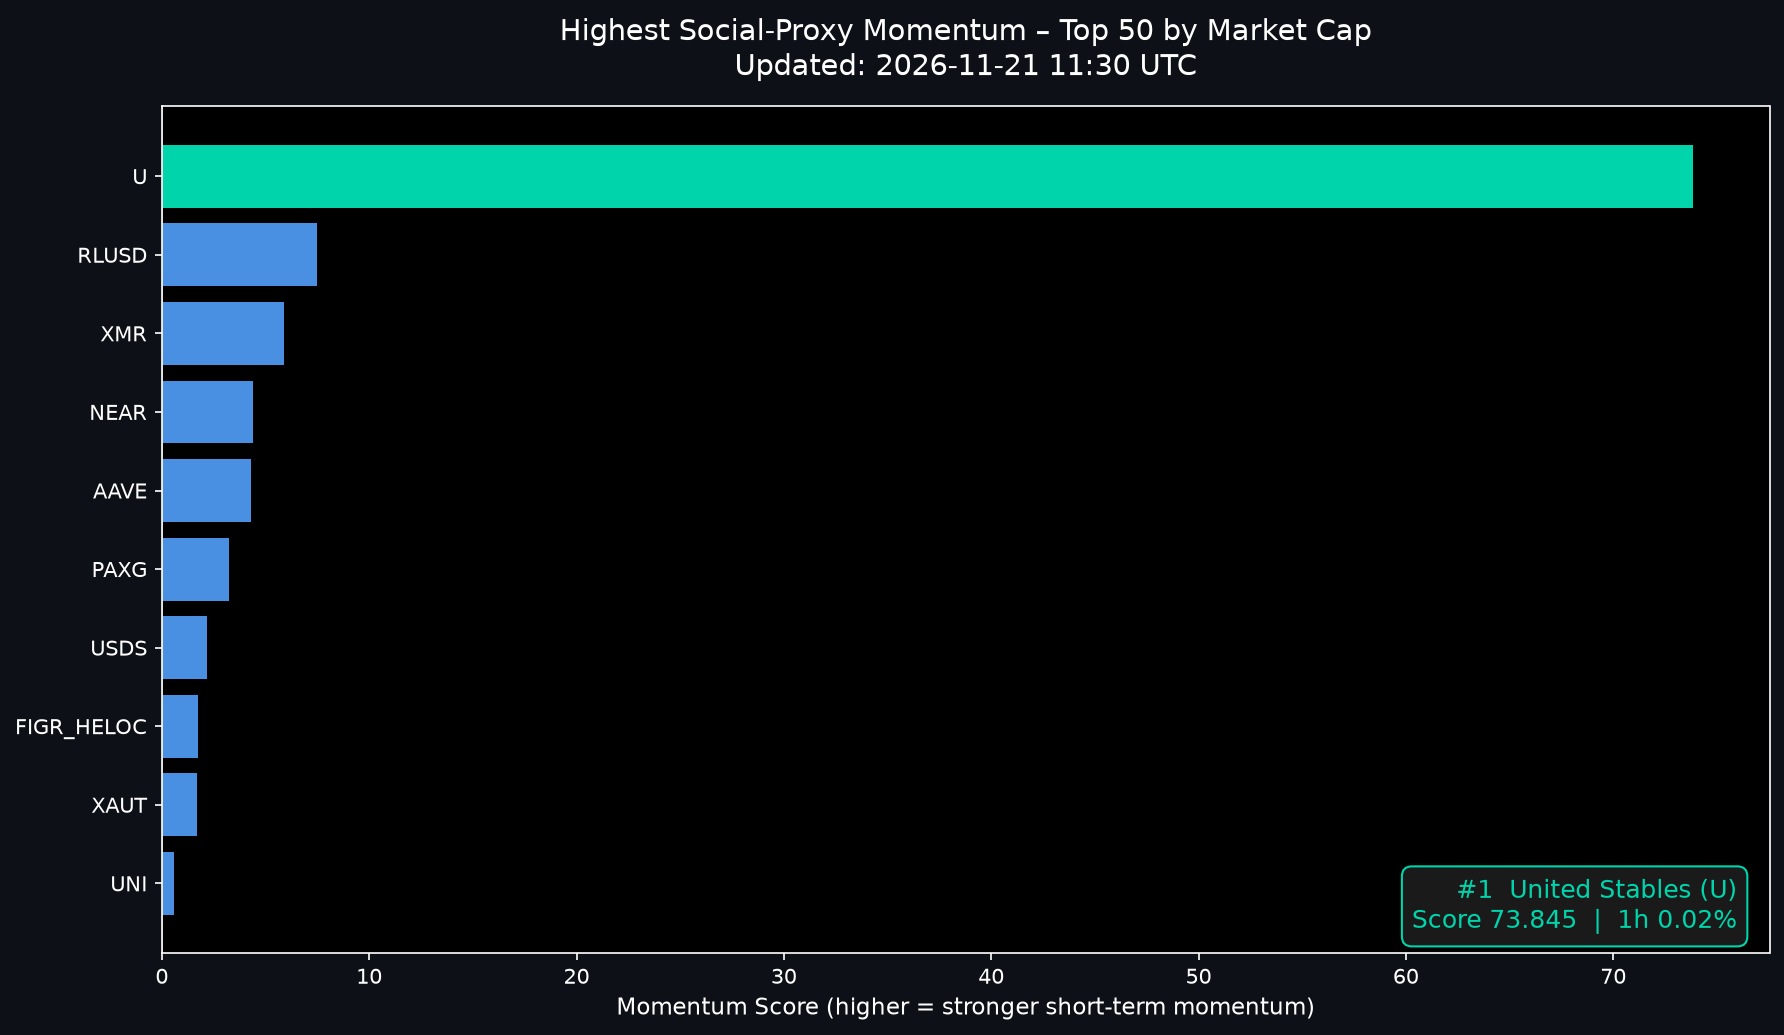 Highest Social-Proxy Momentum – Top 50 by Market Cap
Updated: 2026-11-21 11:30 UTC
U
RLUSD
XMR
NEAR
AAVE
PAXG
USDS
FIGR_HELOC
XAUT
UNI
#1 United Stables (U)
Score 73.845 | 1h 0.02%
0 10 20 30 40 50 60 70
Momentum Score (higher = stronger short-term momentum)